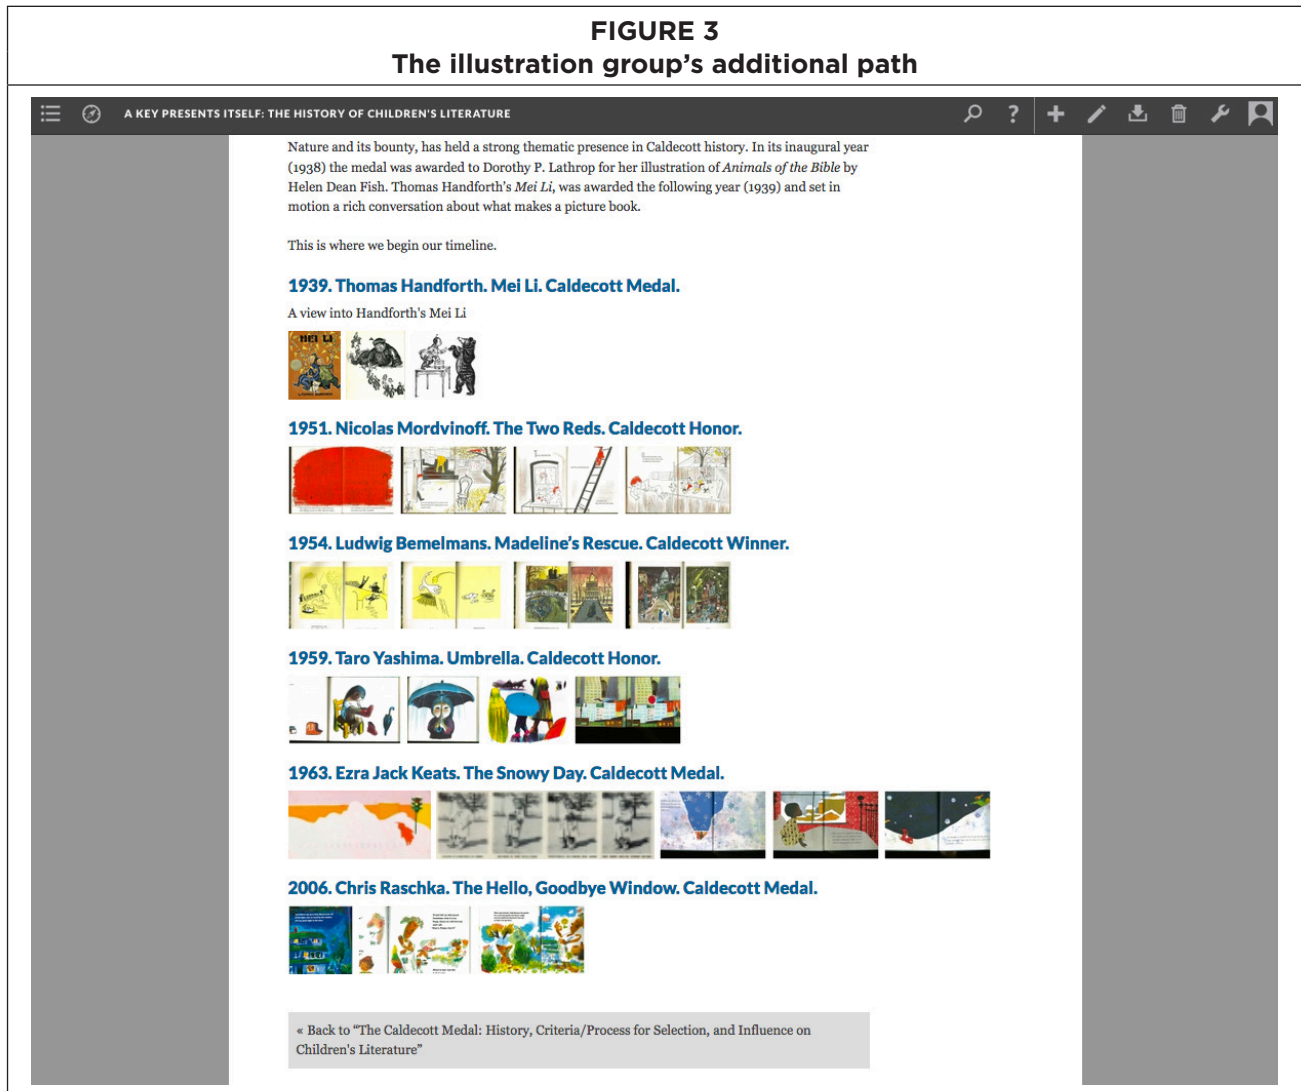 FIGURE 3
The illustration group's additional path
A KEY PRESENTS ITSELF: THE HISTORY OF CHILDREN'S LITERATURE
?
Nature and its bounty, has held a strong thematic presence in Caldecott history. In its inaugural year
(1938) the medal was awarded to Dorothy P. Lathrop for her illustration of Animals of the Bible by
Helen Dean Fish. Thomas Handforth's Mei Li, was awarded the following year (1939) and set in
motion a rich conversation about what makes a picture book.
This is where we begin our timeline.
1939. Thomas Handforth. Mei Li. Caldecott Medal.
A view into Handforth's Mei Li
MEI LI
1951. Nicolas Mordvinoff. The Two Reds. Caldecott Honor.
1954. Ludwig Bemelmans. Madeline's Rescue. Caldecott Winner.
1959. Taro Yashima. Umbrella. Caldecott Honor.
1963. Ezra Jack Keats. The Snowy Day. Caldecott Medal.
2006. Chris Raschka. The Hello, Goodbye Window. Caldecott Medal.
« Back to “The Caldecott Medal: History, Criteria/Process for Selection, and Influence on
Children's Literature”